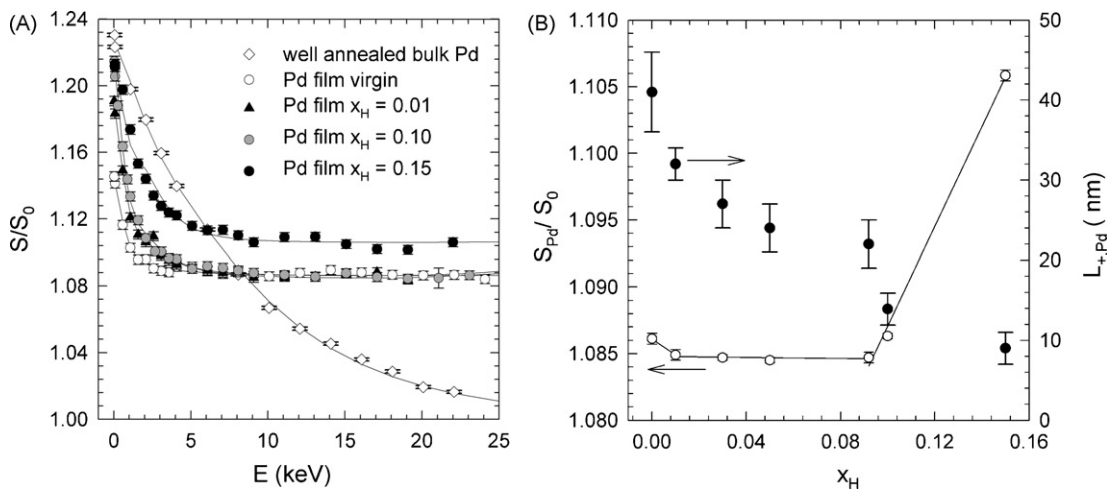 (A)
1.24
1.20
1.16
1.12
1.08
1.04
1.00
S/S0
well annealed bulk Pd
Pd film virgin
Pd film xH = 0.01
Pd film xH = 0.10
Pd film xH = 0.15
0 5 10 15 20 25
E (keV)
(B)
1.110
1.105
1.100
1.095
1.090
1.085
1.080
SPd/ S0
50
40
30
20
10
0
L+,Pd( nm)
0.00 0.04 0.08 0.12 0.16
xH